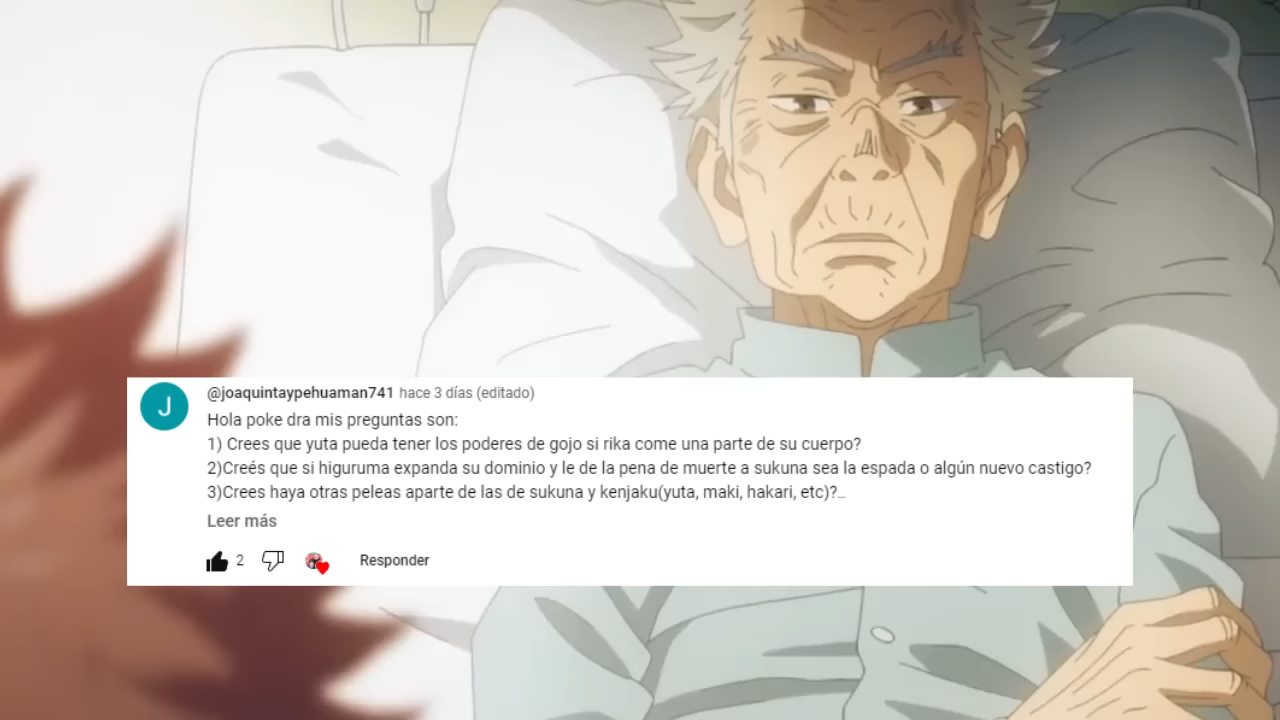 J
@joaquintaypehuaman741 hace 3 días (editado)
Hola poke dra mis preguntas son:
1) Crees que yuta pueda tener los poderes de gojo si rika come una parte de su cuerpo?
2)Creés que si higuruma expanda su dominio y le de la pena de muerte a sukuna sea la espada o algún nuevo castigo?
3)Crees haya otras peleas aparte de las de sukuna y kenjaku(yuta, maki, hakari, etc)?...
Leer más
2 Responder